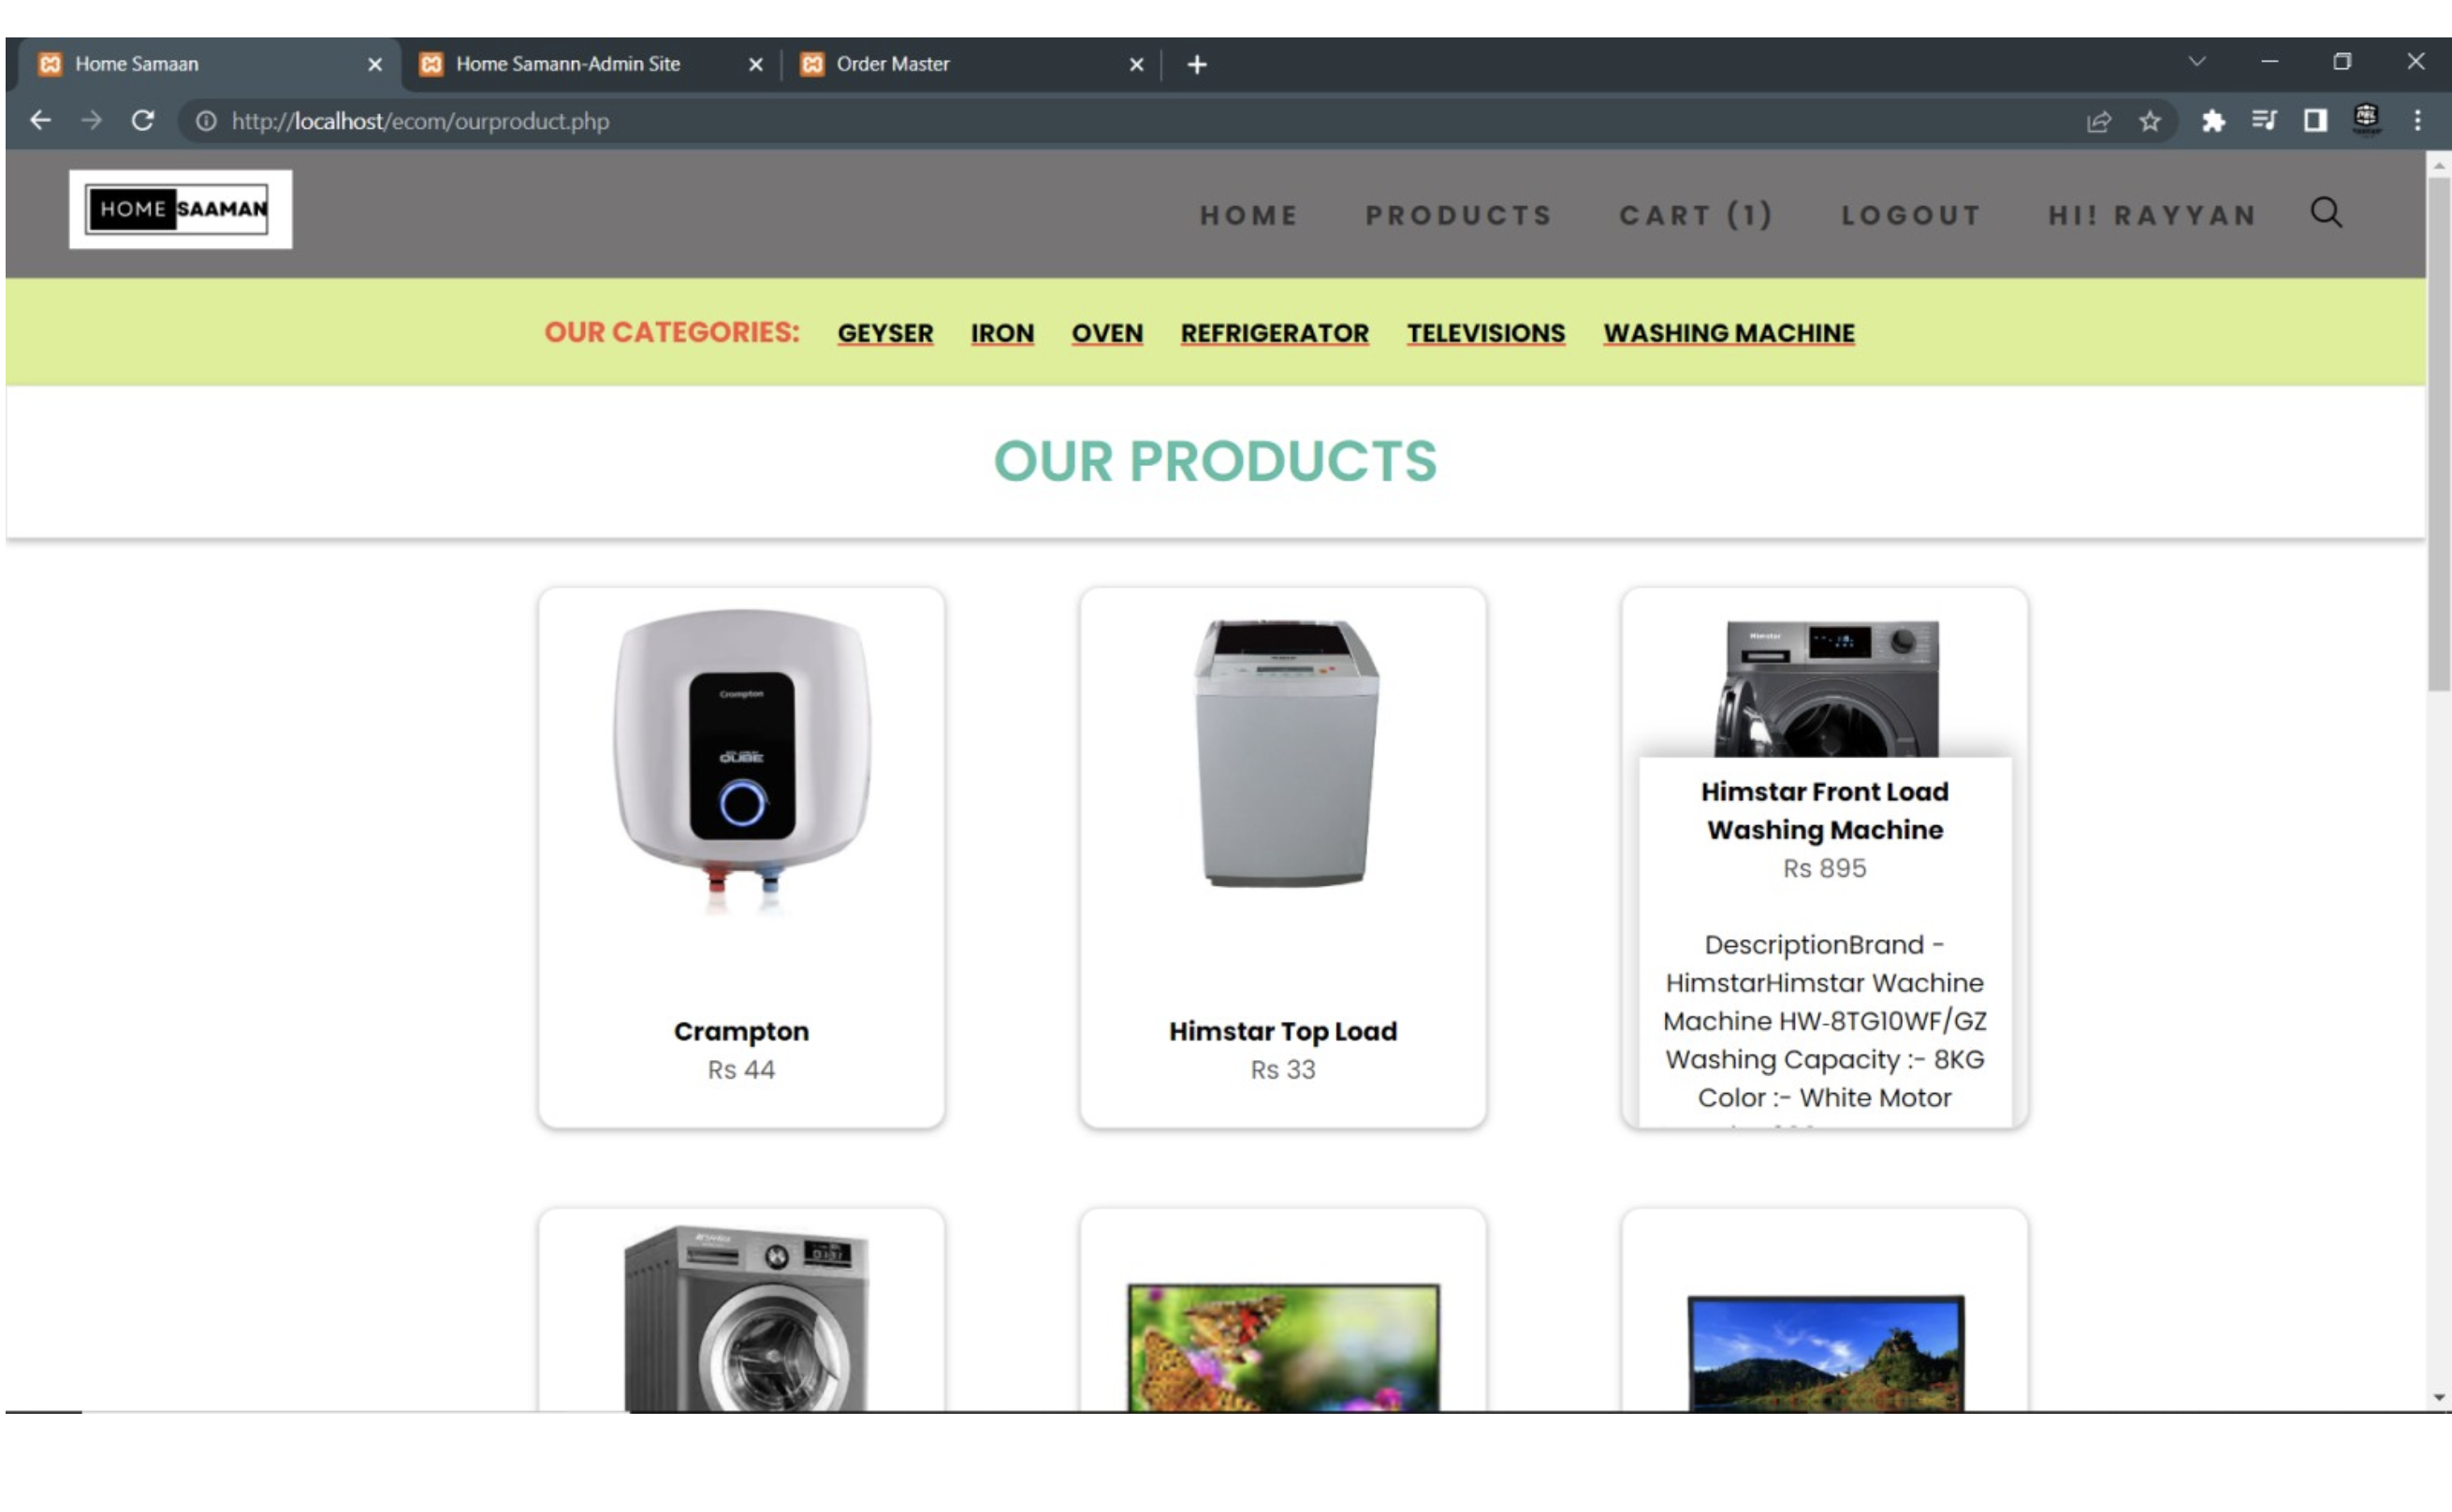 Home Samaan
Home Samann-Admin Site
Order Master
http://localhost/ecom/ourproduct.php
HOME SAAMAN
HOME PRODUCTS CART (1) LOGOUT HI! RAYYAN
OUR CATEGORIES: GEYSER IRON OVEN REFRIGERATOR TELEVISIONS WASHING MACHINE
OUR PRODUCTS
Crompton
QUBE
Crampton
Rs 44
Himstar Top Load
Rs 33
Himstar
Himstar Front Load
Washing Machine
Rs 895
DescriptionBrand -
HimstarHimstar Wachine
Machine HW-8TG10WF/GZ
Washing Capacity :- 8KG
Color :- White Motor